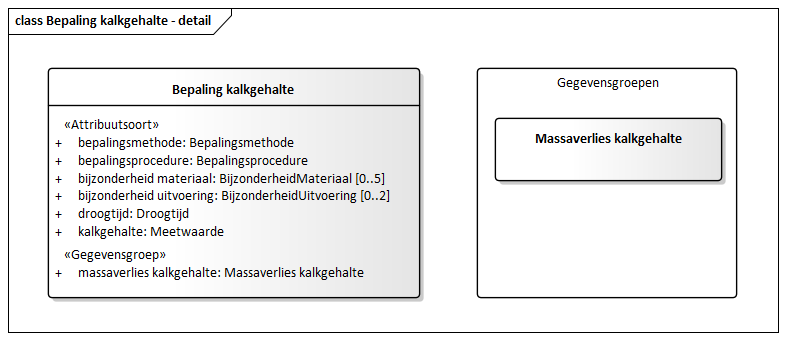 class Bepaling kalkgehalte - detail
Bepaling kalkgehalte
«Attribuutsoort»
+ bepalingsmethode: Bepalingsmethode
+ bepalingsprocedure: Bepalingsprocedure
+ bijzonderheid materiaal: BijzonderheidMateriaal [0..5]
+ bijzonderheid uitvoering: BijzonderheidUitvoering [0..2]
+ droogtijd: Droogtijd
+ kalkgehalte: Meetwaarde
«Gegevensgroep»
+ massaverlies kalkgehalte: Massaverlies kalkgehalte
Gegevensgroepen
Massaverlies kalkgehalte